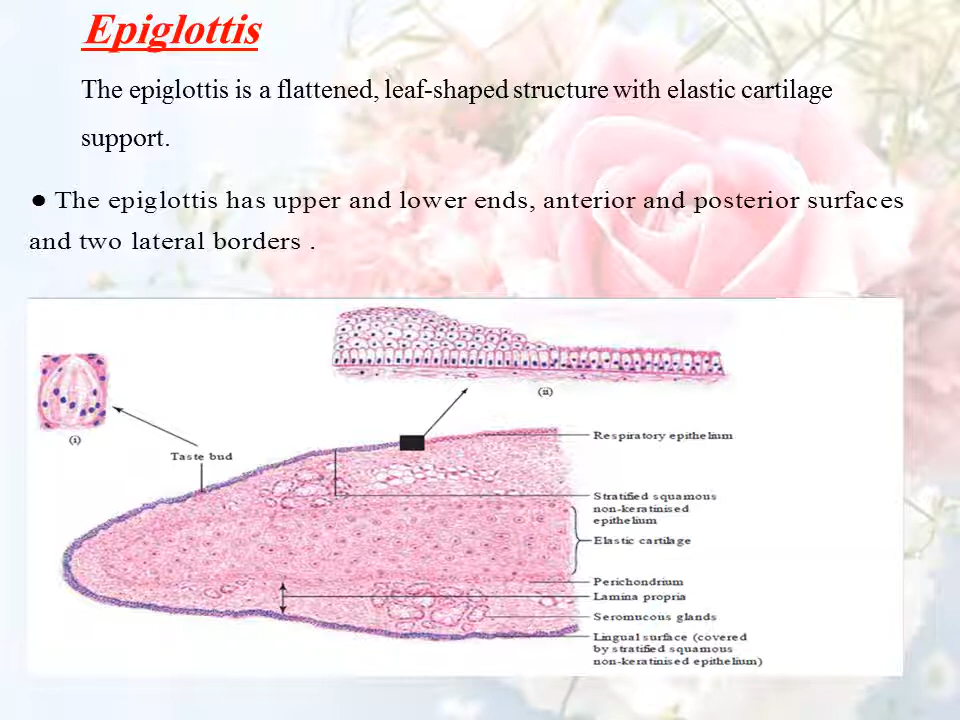 Epiglottis
The epiglottis is a flattened, leaf-shaped structure with elastic cartilage
support.
● The epiglottis has upper and lower ends, anterior and posterior surfaces
and two lateral borders .
(ii)
(i)
Respiratory epithelium
Taste bud
Stratified squamous
non-keratinised
epithelium
Elastic cartilage
Perichondrium
Lamina propria
Seromucous glands
Lingual surface (covered
by stratified squamous
non-keratinised epithelium)